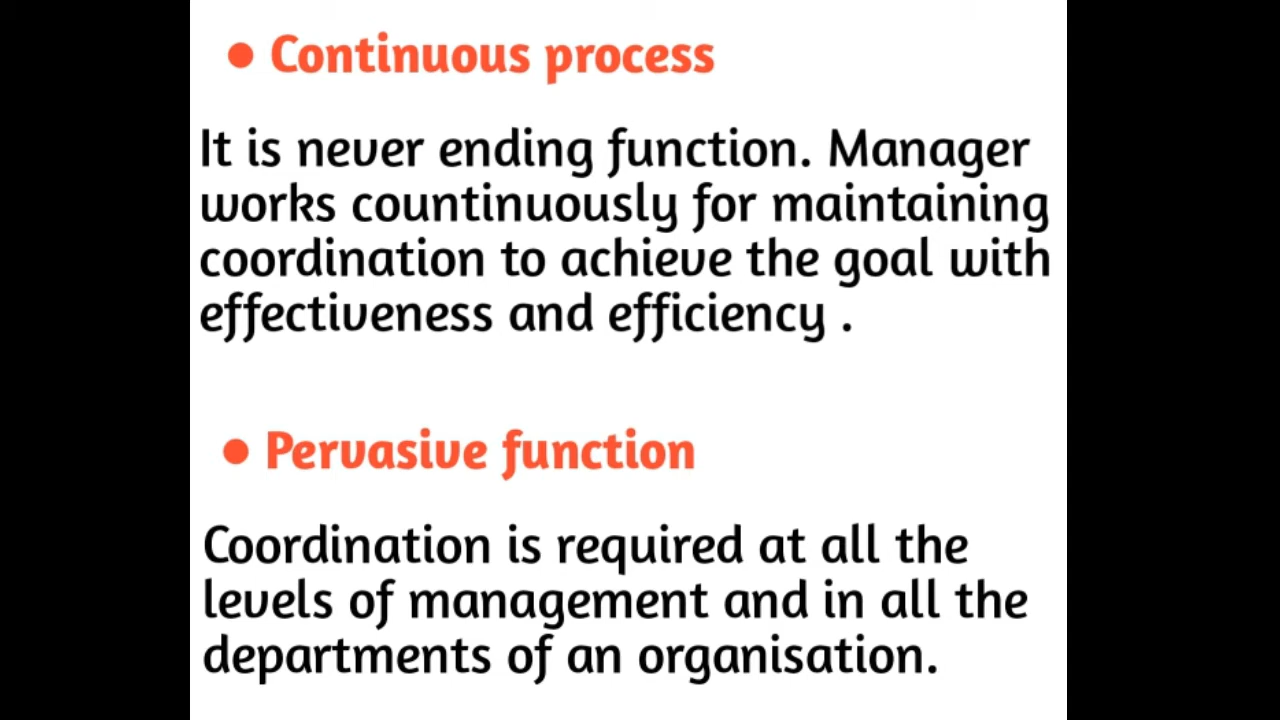 • Continuous process
It is never ending function. Manager
works countinuously for maintaining
coordination to achieve the goal with
effectiveness and efficiency .
• Pervasive function
Coordination is required at all the
levels of management and in all the
departments of an organisation.